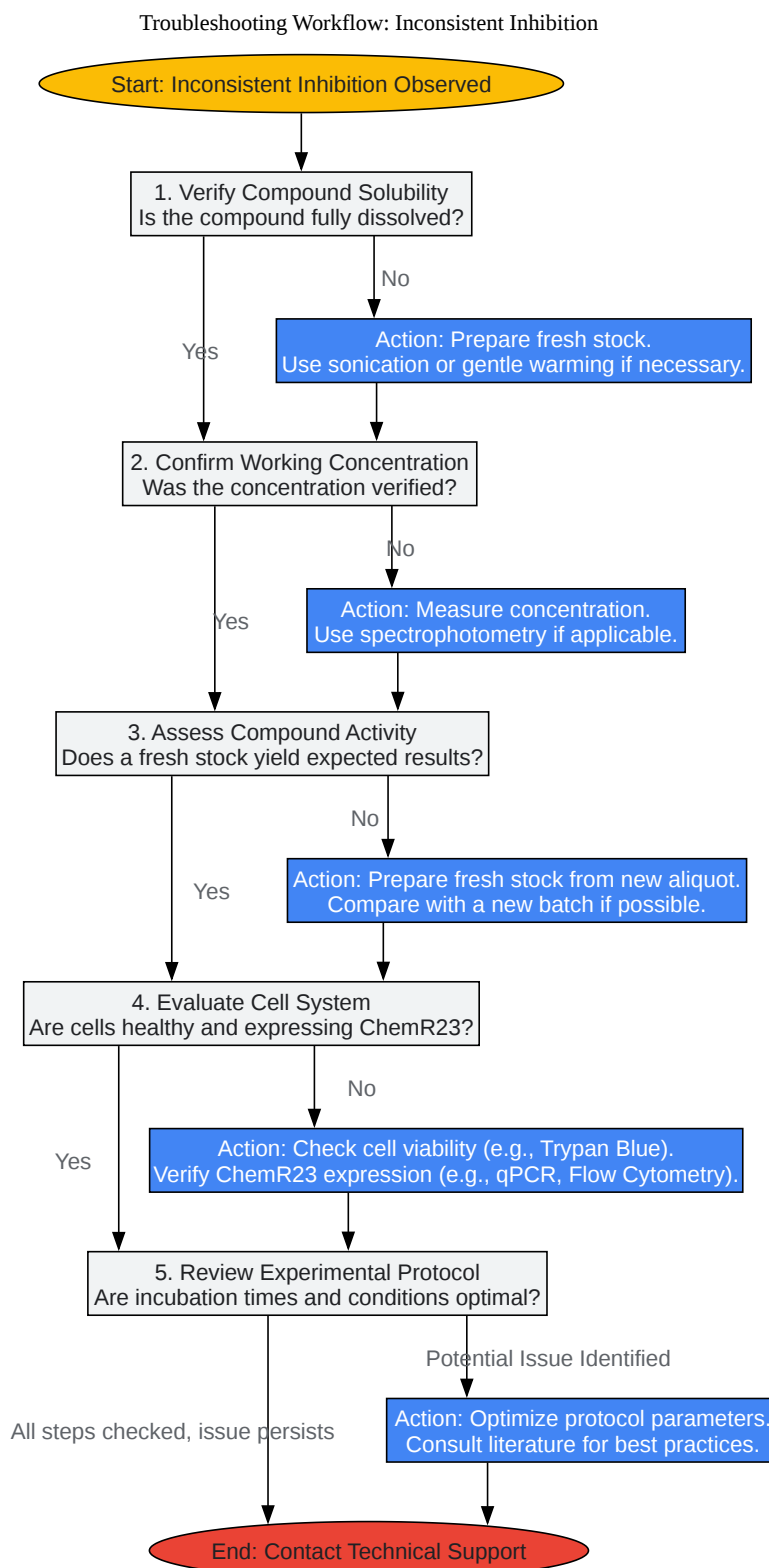 Troubleshooting Workflow: Inconsistent Inhibition
Start: Inconsistent Inhibition Observed
1. Verify Compound Solubility
Is the compound fully dissolved?
No
Yes
Action: Prepare fresh stock.
Use sonication or gentle warming if necessary.
2. Confirm Working Concentration
Was the concentration verified?
No
Yes
Action: Measure concentration.
Use spectrophotometry if applicable.
3. Assess Compound Activity
Does a fresh stock yield expected results?
No
Yes
Action: Prepare fresh stock from new aliquot.
Compare with a new batch if possible.
4. Evaluate Cell System
Are cells healthy and expressing ChemR23?
No
Yes
Action: Check cell viability (e.g., Trypan Blue).
Verify ChemR23 expression (e.g., qPCR, Flow Cytometry).
5. Review Experimental Protocol
Are incubation times and conditions optimal?
Potential Issue Identified
All steps checked, issue persists
Action: Optimize protocol parameters.
Consult literature for best practices.
End: Contact Technical Support